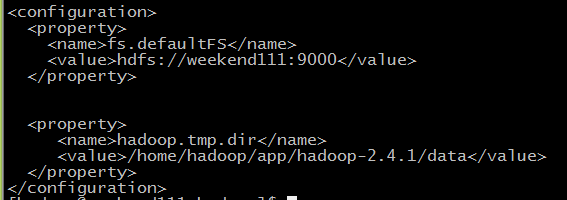 <configuration>
<property>
<name>fs.defaultFS</name>
<value>hdfs://weekend111:9000</value>
</property>
<property>
<name>hadoop.tmp.dir</name>
<value>/home/hadoop/app/hadoop-2.4.1/data</value>
</property>
</configuration>